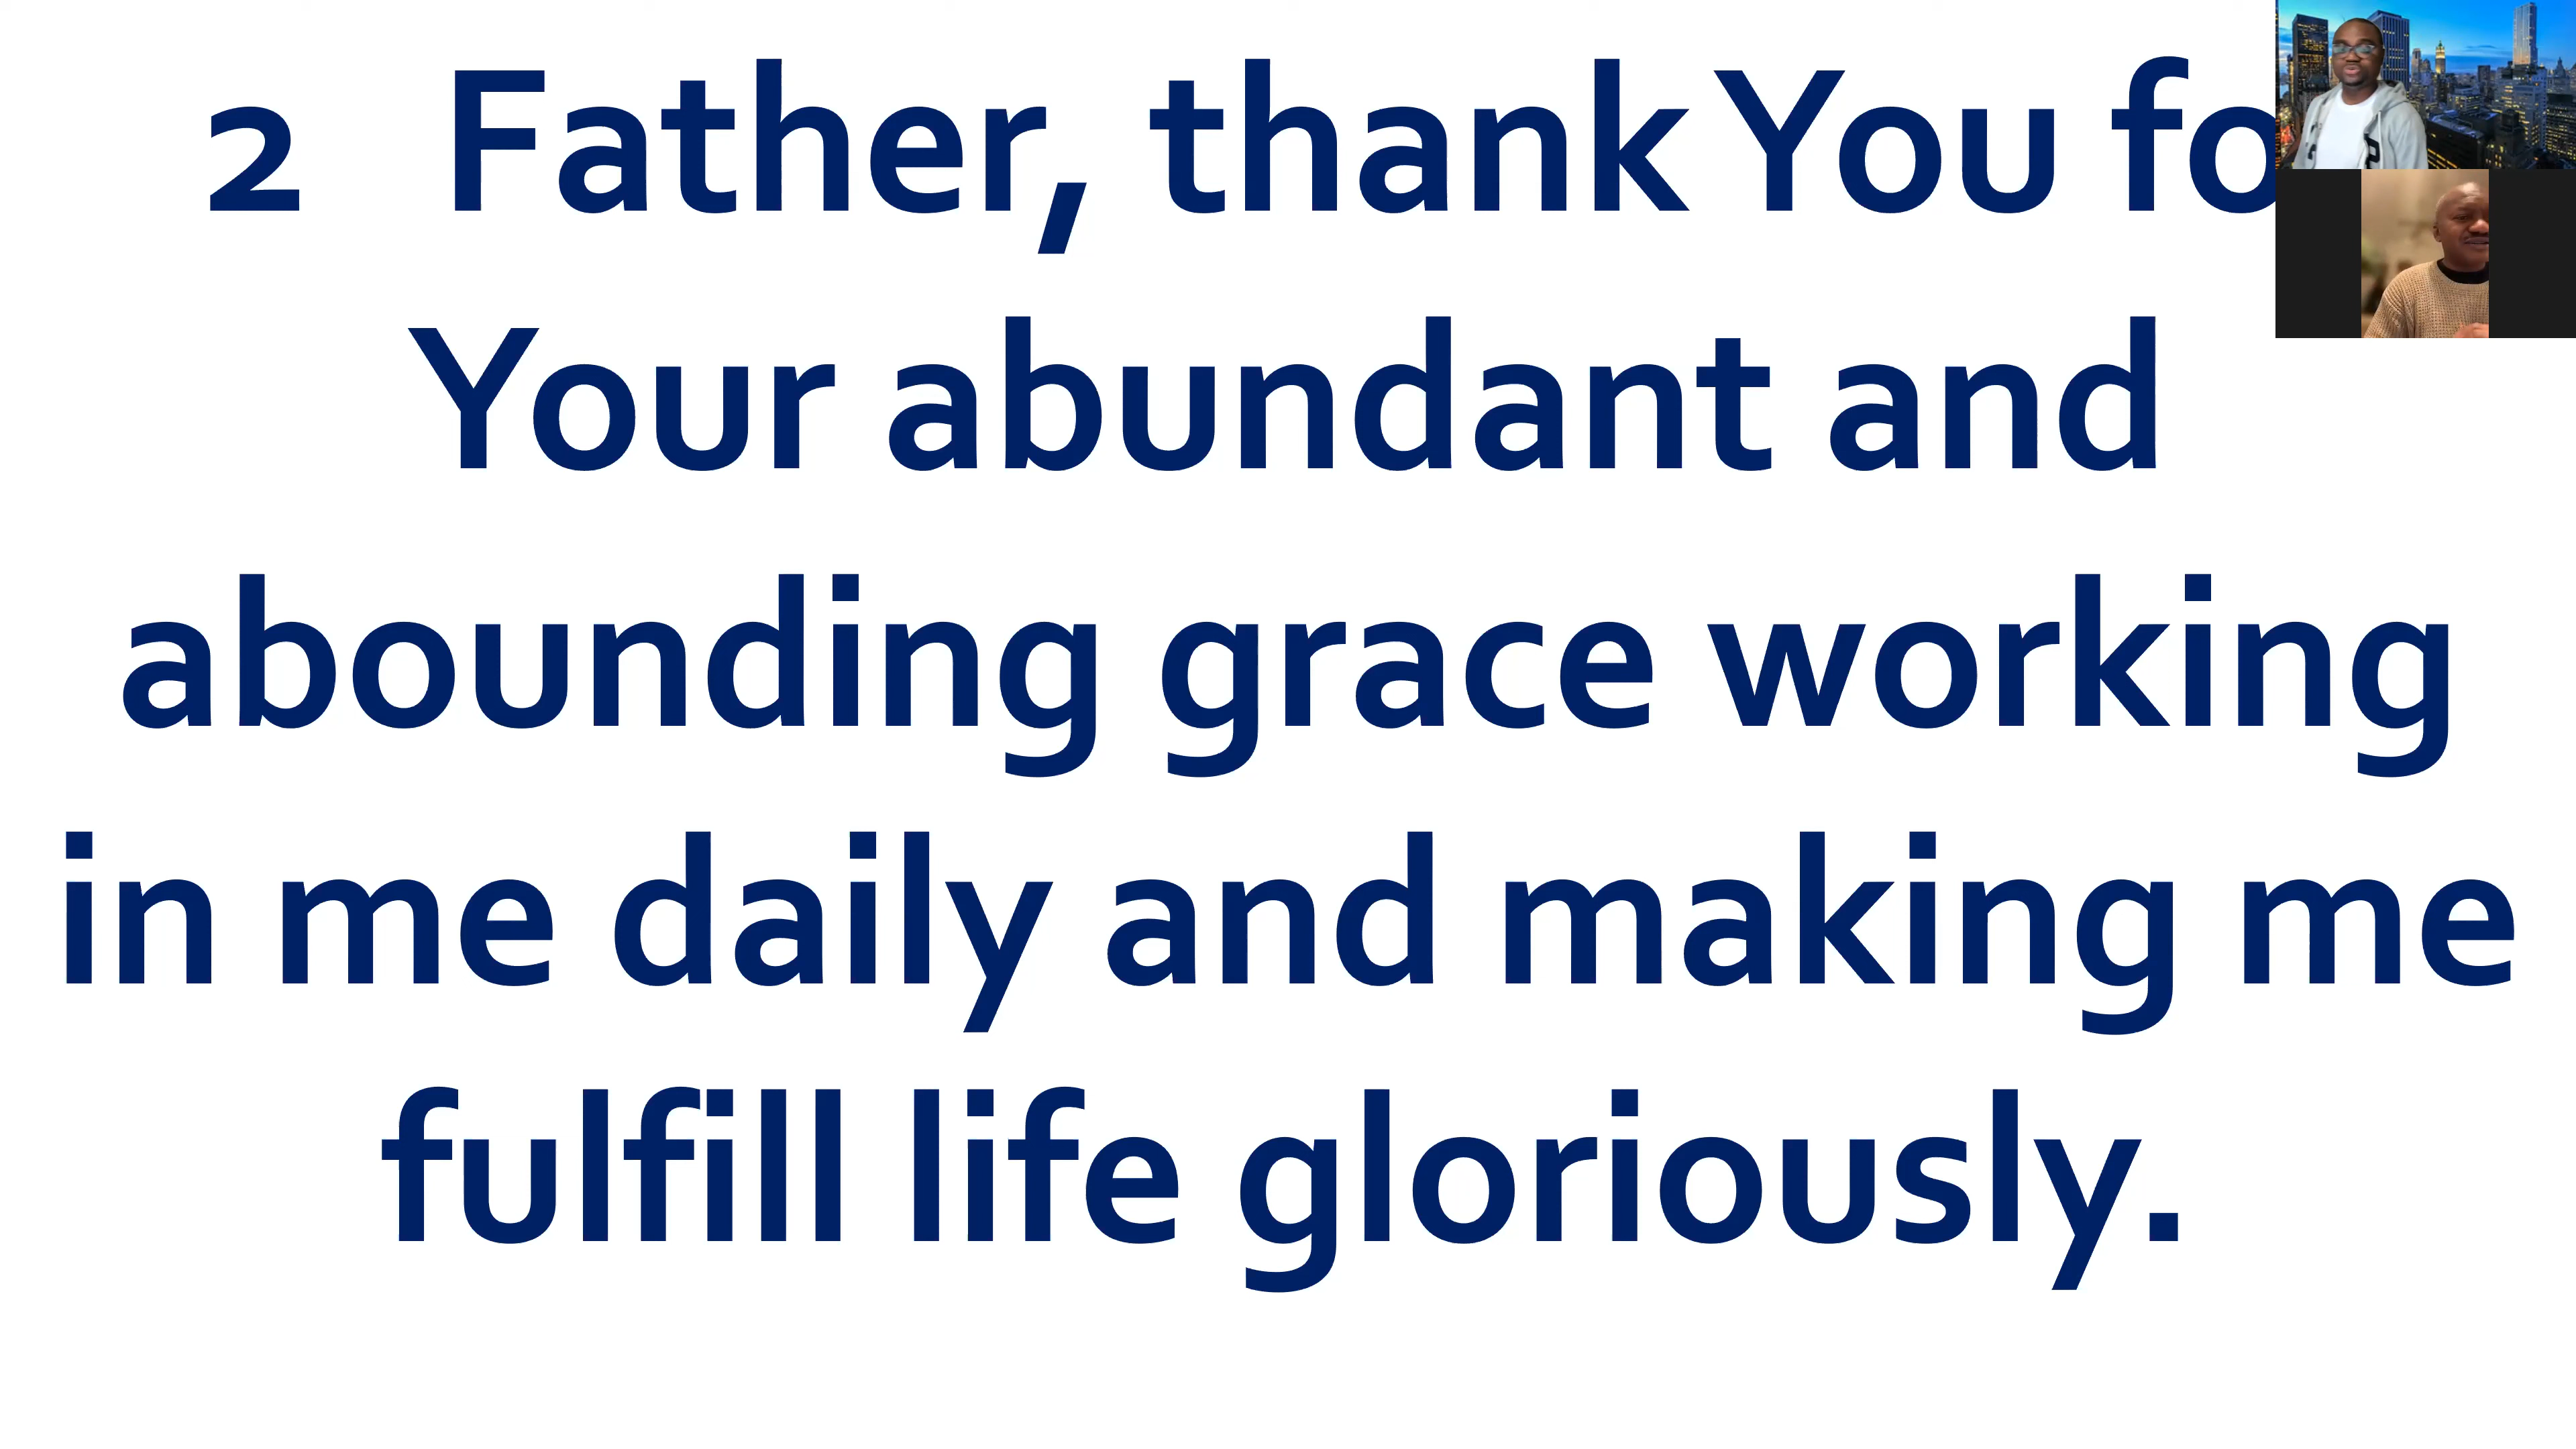 2 Father, thank You fo
Your abundant and
abounding grace working
in me daily and making me
fulfill life gloriously.